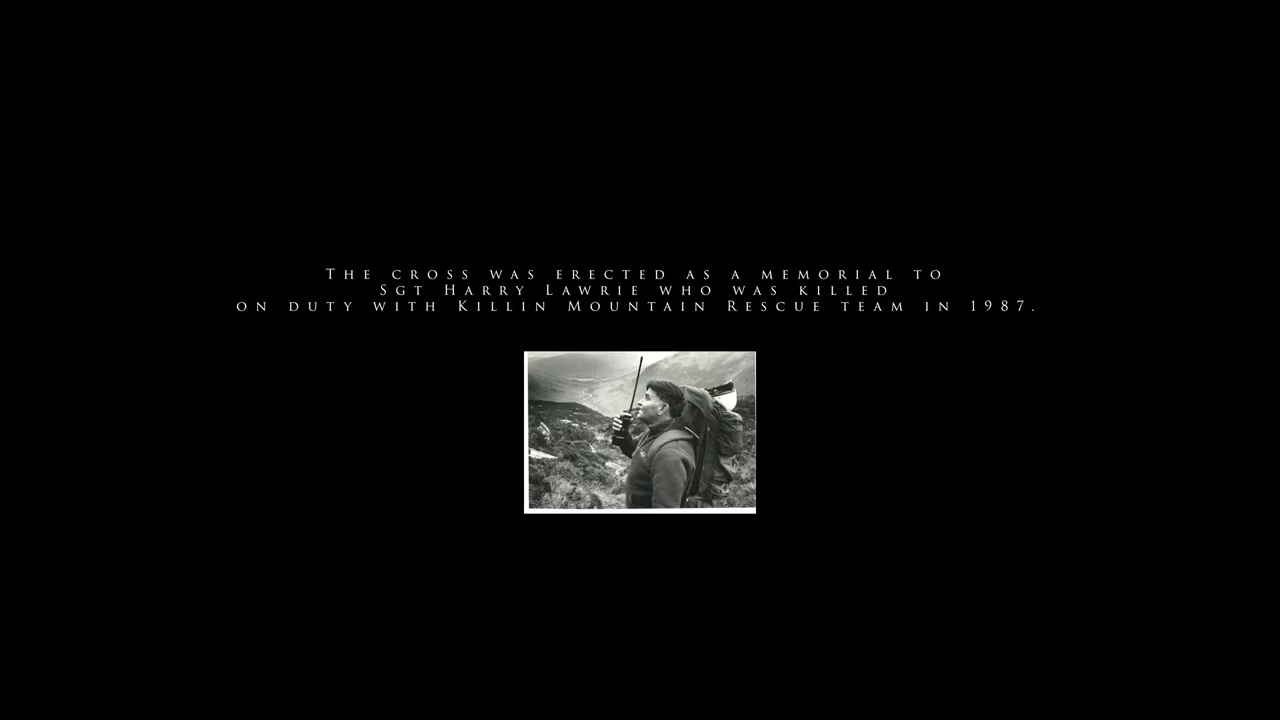 The cross was erected as a memorial to
Sgt Harry Lawrie who was killed
on duty with Killin Mountain Rescue team in 1987.